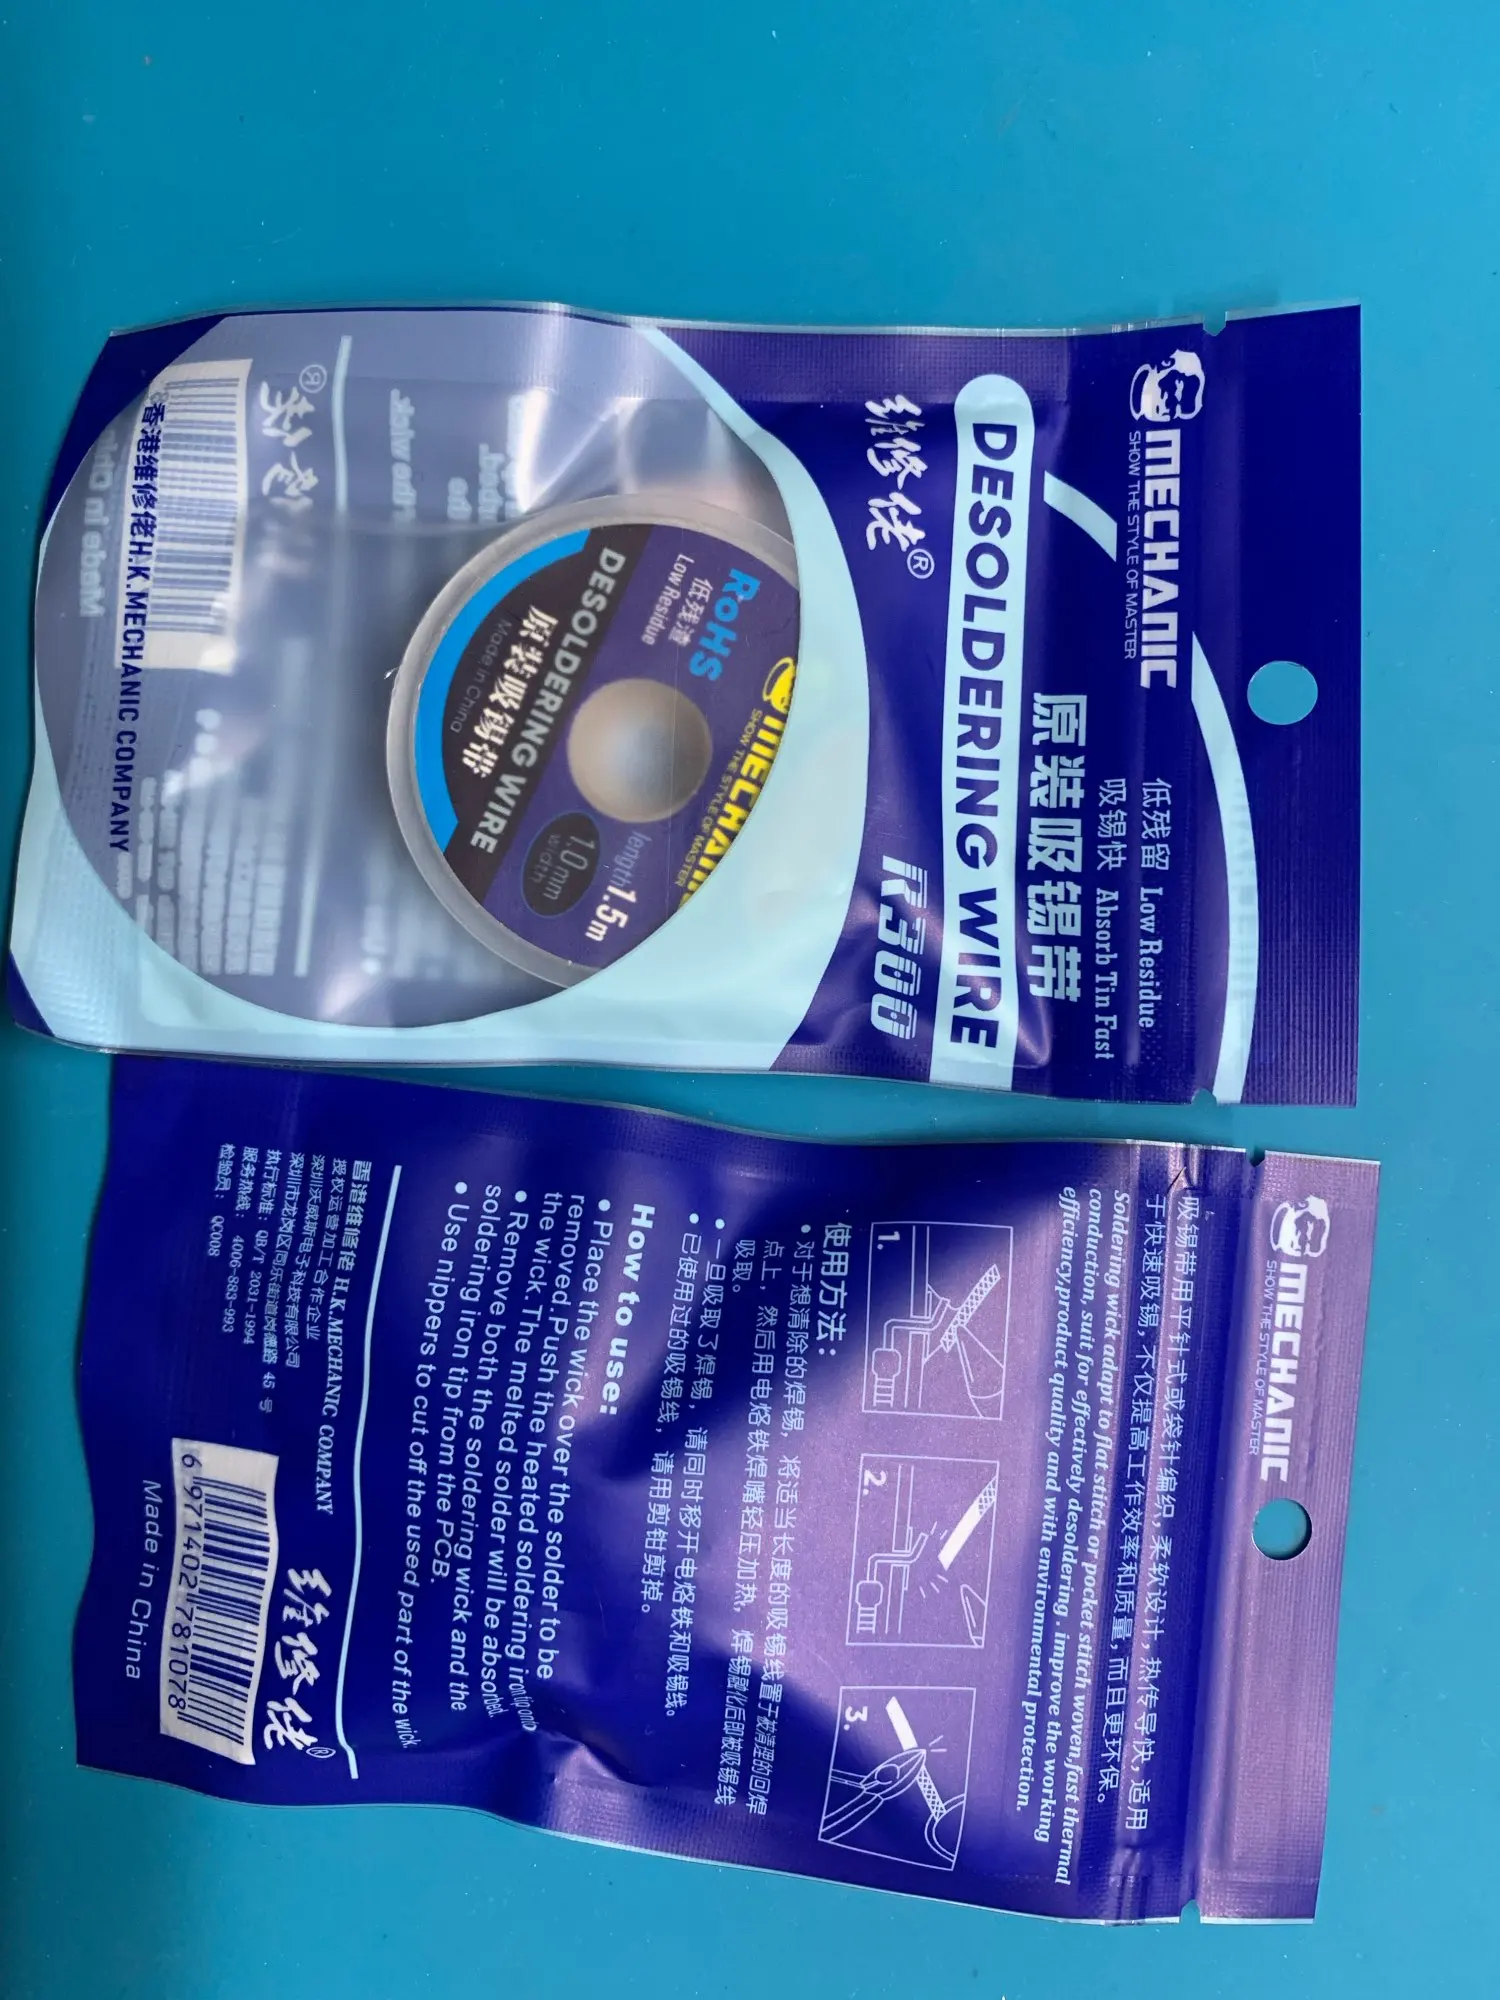 MECHANIC
SHOW THE STYLE OF MASTER
低残留 Low Residue
吸锡快 Absorb Tin Fast
原装吸锡带
DESOLDERING WIRE
维修佬®
R300
MECHANIC
SHOW THE STYLE OF MASTER
RoHS
低残渣
Low Residue
length 1.5m
1.0mm
width
DESOLDERING WIRE
原装吸锡带
Made in China
香港维修佬H.K.MECHANIC COMPANY
MECHANIC
SHOW THE STYLE OF MASTER
吸锡带用平针式或袋针编织,柔软设计,热传导快,适用
于快速吸锡,不仅提高工作效率和质量,而且更环保。
Soldering wick adapt to flat stitch or pocket stitch woven,fast thermal
conduction, suit for effectively desoldering . improve the working
efficiency,product quality and with environmental protection.
1.
2.
3.
使用方法:
• 对于想清除的焊锡, 将适当长度的吸锡线置于被清理的回焊
点上, 然后用电烙铁焊嘴轻压加热, 焊锡融化后即被吸锡线
吸取。
• 一旦吸取了焊锡, 请同时移开电烙铁和吸锡线。
• 已使用过的吸锡线, 请用剪钳剪掉。
How to use:
• Place the wick over the solder to be
removed.Push the heated soldering iron tip onto
the wick.The melted solder will be absorbed.
• Remove both the soldering wick and the
soldering iron tip from the PCB.
• Use nippers to cut off the used part of the wick.
香港维修佬 H.K.MECHANIC COMPANY
授权运营加工合作企业
深圳沃威斯电子科技有限公司
深圳市龙岗区同乐街道岗德路 45 号
执行标准: QB/T 2031-1994
服务热线: 4006-883-993
检验员: QC008
维修佬®
6 971402 781078
Made in China